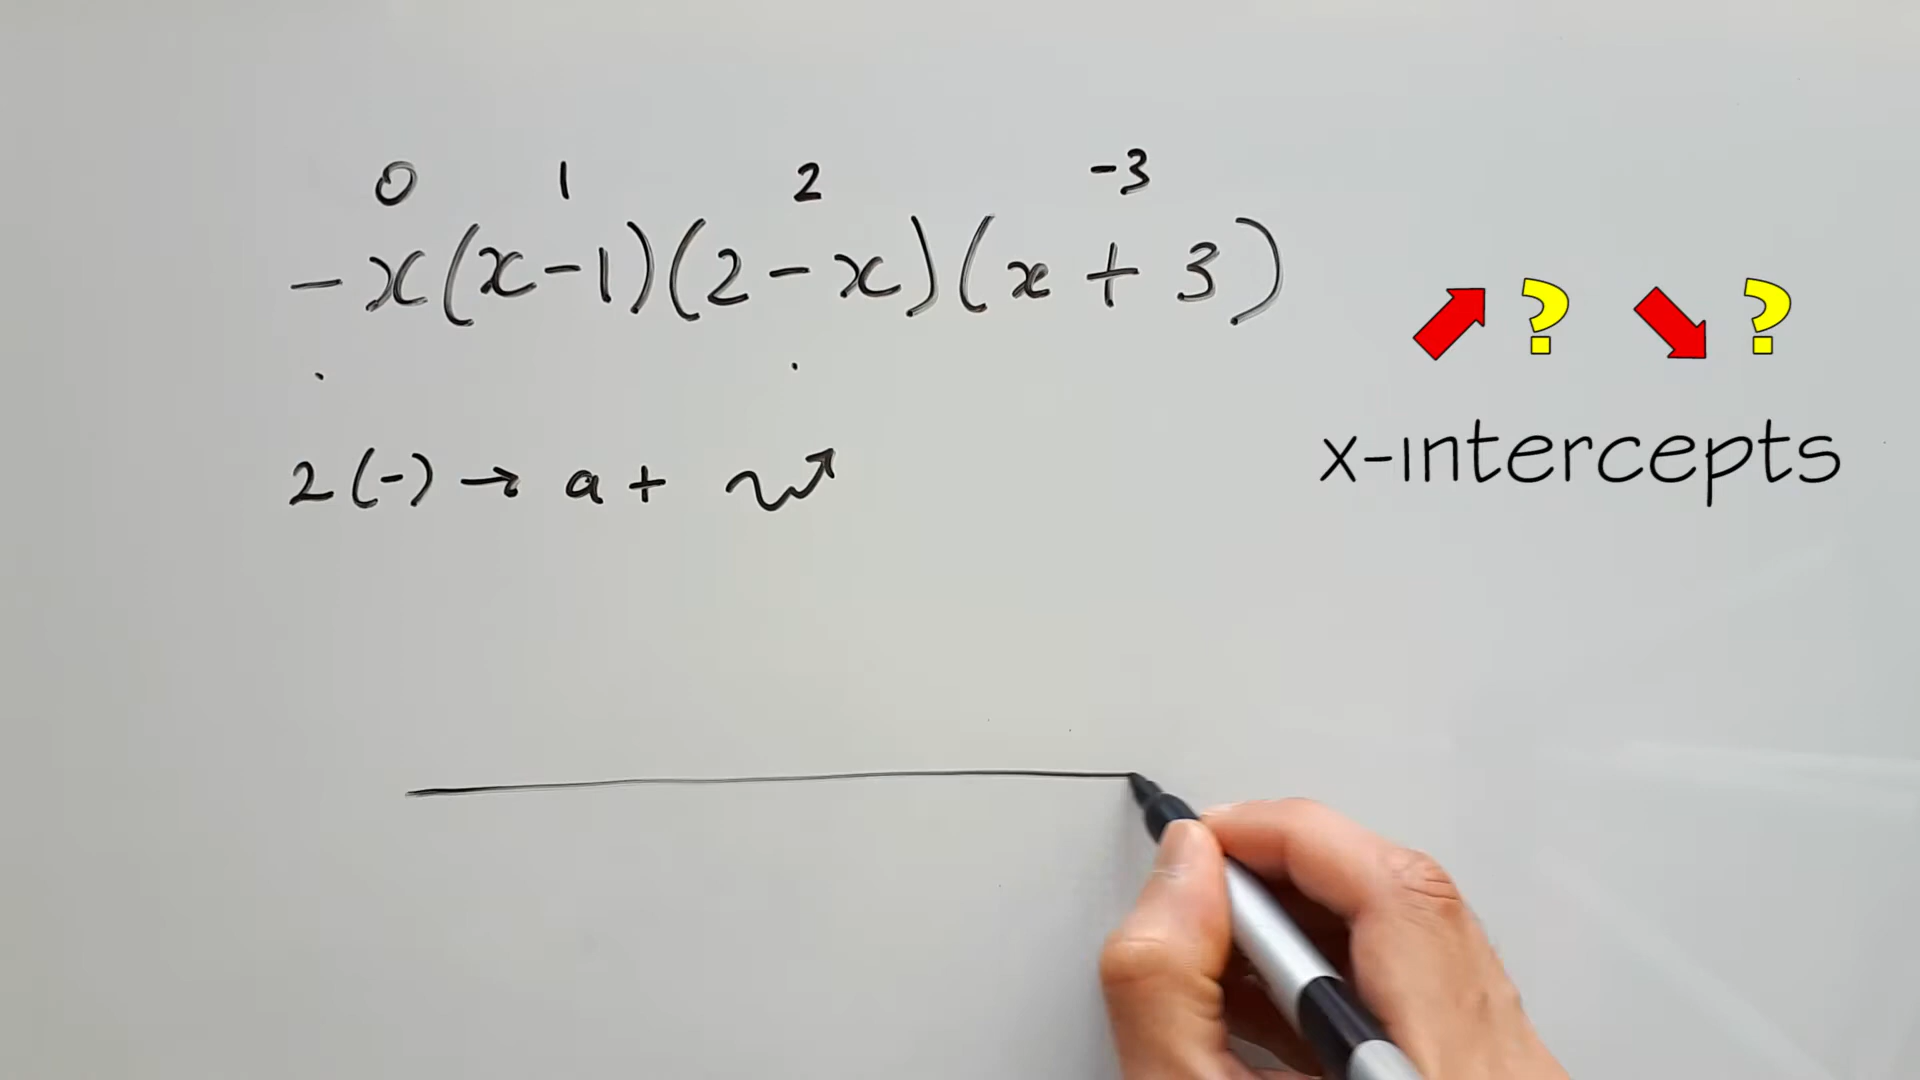 0 1 2 -3
-x(x-1)(2-x)(x+3)
? ?
x-intercepts
2(-) → a +